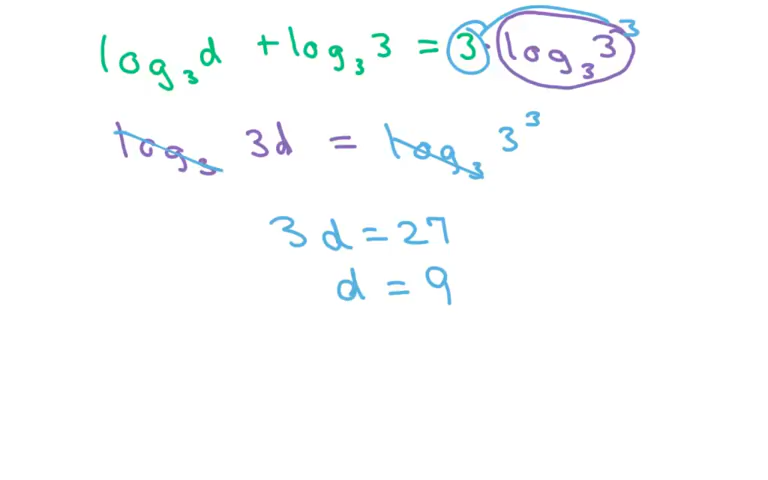 log₃d + log₃3 = 3·log₃3³
log₃ 3d = log₃ 3³
3d = 27
d = 9